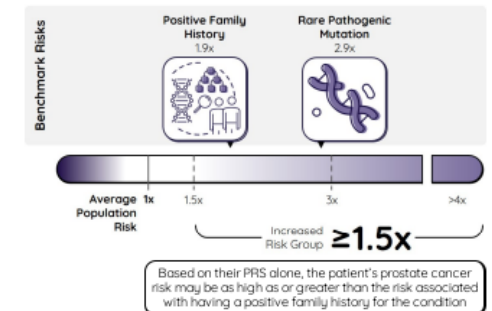 Benchmark Risks
Positive Family
History
1.9x
Rare Pathogenic
Mutation
2.9x
Average
Population
Risk
1x
1.5x
3x
>4x
Increased
Risk Group
≥1.5x
Based on their PRS alone, the patient's prostate cancer
risk may be as high as or greater than the risk associated
with having a positive family history for the condition